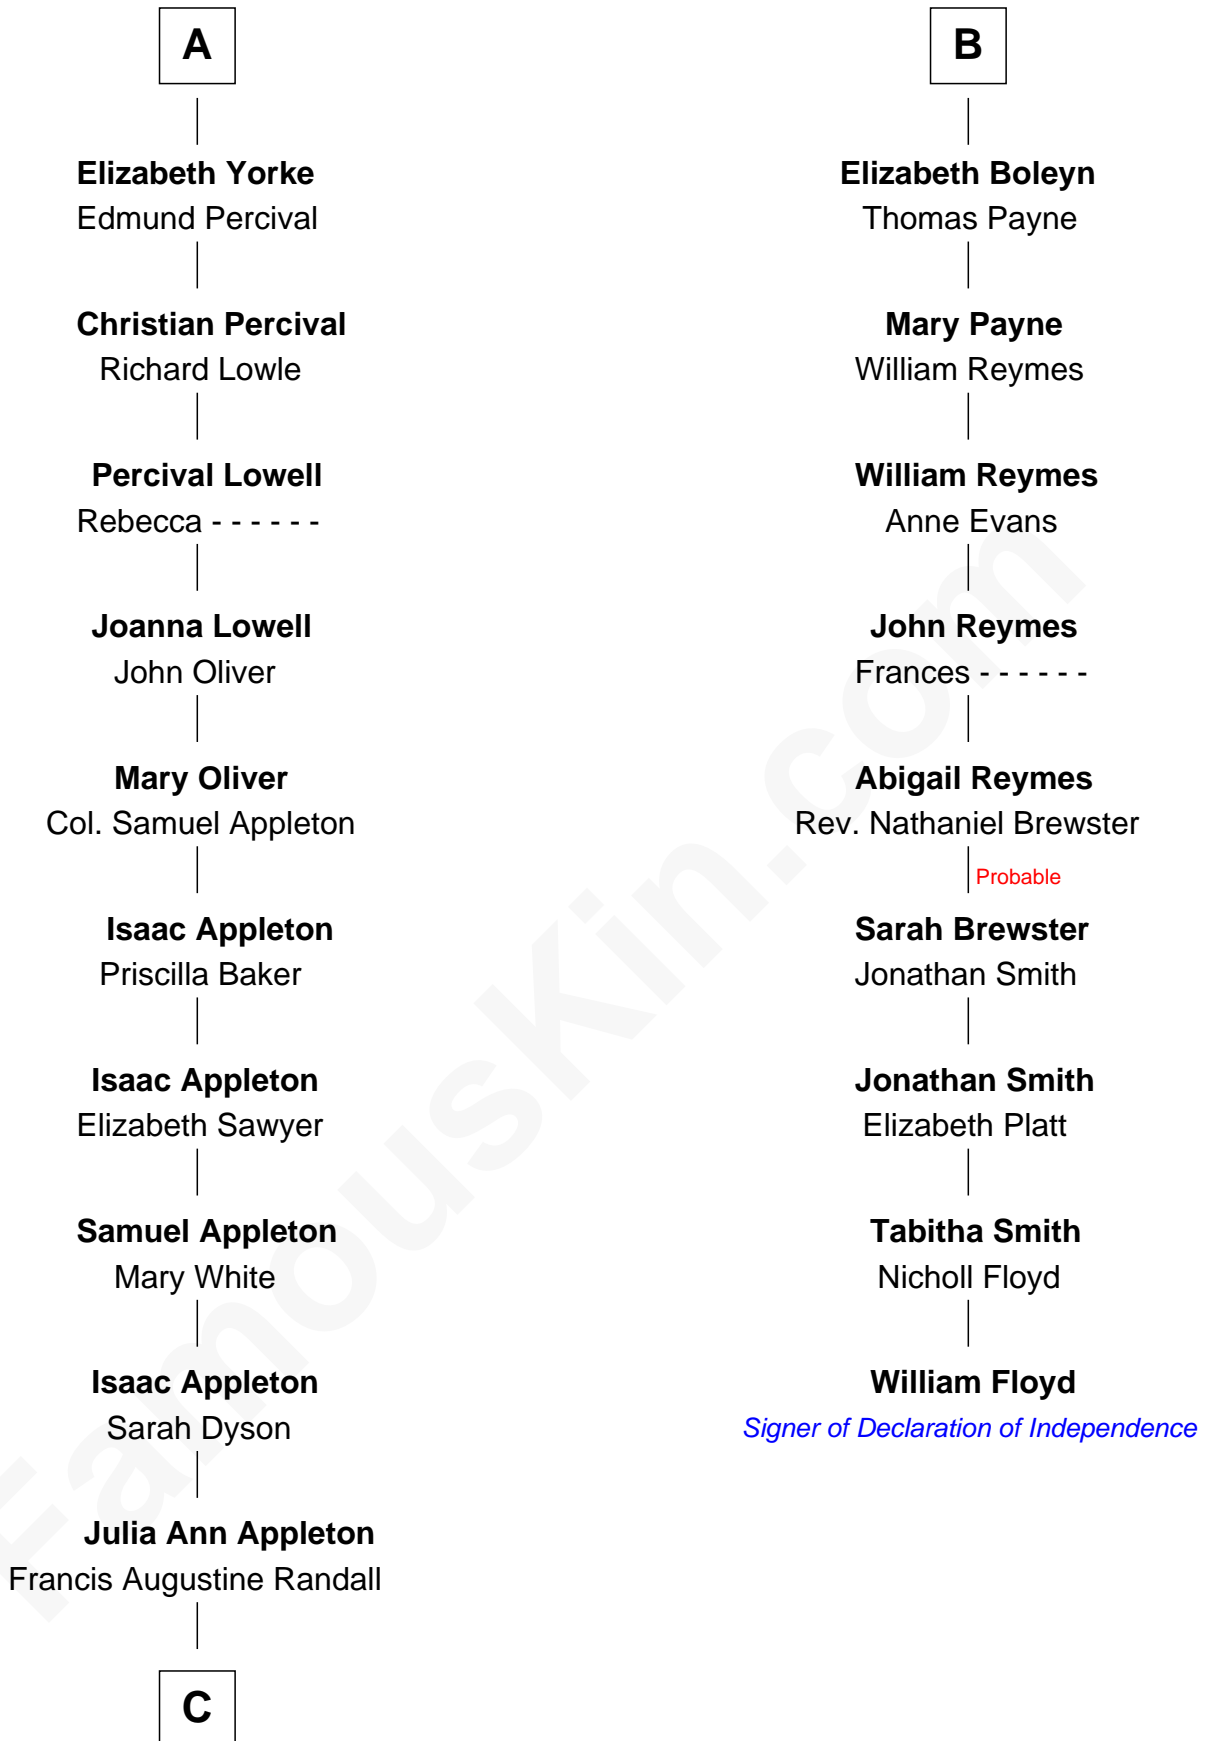 A
Elizabeth Yorke
Edmund Percival
Christian Percival
Richard Lowle
Percival Lowell
Rebecca - - - - - -
Joanna Lowell
John Oliver
Mary Oliver
Col. Samuel Appleton
Isaac Appleton
Priscilla Baker
Isaac Appleton
Elizabeth Sawyer
Samuel Appleton
Mary White
Isaac Appleton
Sarah Dyson
Julia Ann Appleton
Francis Augustine Randall
C
B
Elizabeth Boleyn
Thomas Payne
Mary Payne
William Reymes
William Reymes
Anne Evans
John Reymes
Frances - - - - - -
Abigail Reymes
Rev. Nathaniel Brewster
Probable
Sarah Brewster
Jonathan Smith
Jonathan Smith
Elizabeth Platt
Tabitha Smith
Nicholl Floyd
William Floyd
Signer of Declaration of Independence
FamousKin.com